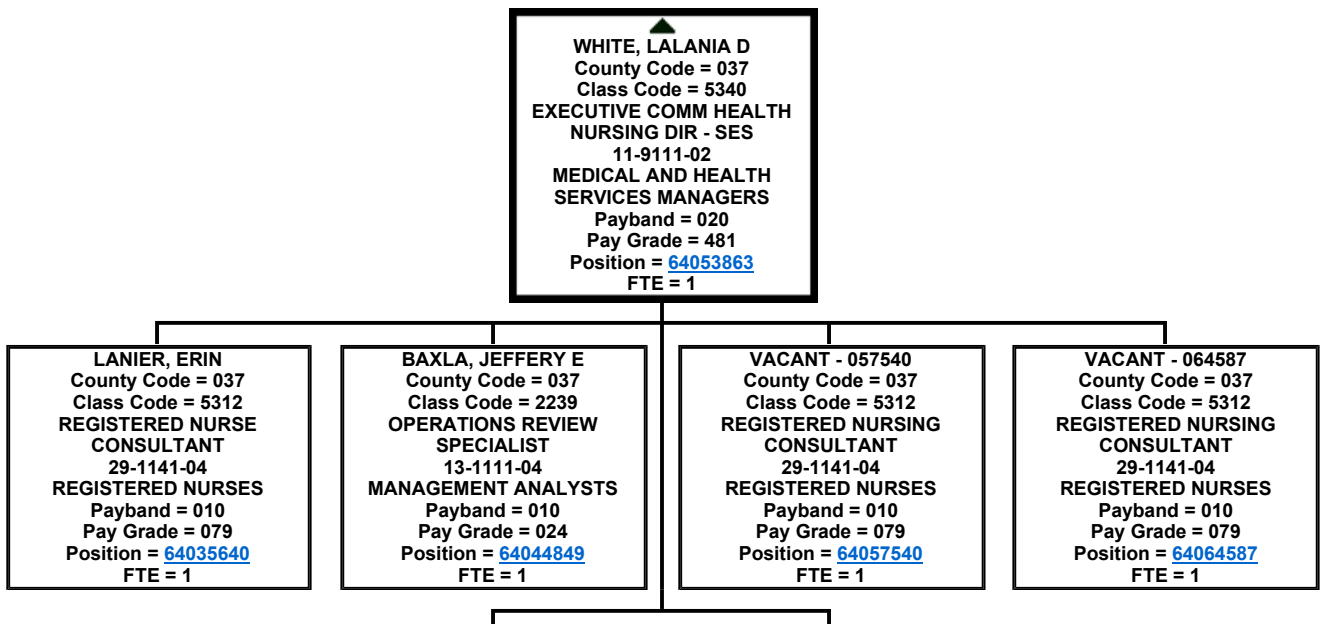 WHITE, LALANIA D
County Code = 037
Class Code = 5340
EXECUTIVE COMM HEALTH
NURSING DIR - SES
11-9111-02
MEDICAL AND HEALTH
SERVICES MANAGERS
Payband = 020
Pay Grade = 481
Position = 64053863
FTE = 1
LANIER, ERIN
County Code = 037
Class Code = 5312
REGISTERED NURSE
CONSULTANT
29-1141-04
REGISTERED NURSES
Payband = 010
Pay Grade = 079
Position = 64035640
FTE = 1
BAXLA, JEFFERY E
County Code = 037
Class Code = 2239
OPERATIONS REVIEW
SPECIALIST
13-1111-04
MANAGEMENT ANALYSTS
Payband = 010
Pay Grade = 024
Position = 64044849
FTE = 1
VACANT - 057540
County Code = 037
Class Code = 5312
REGISTERED NURSING
CONSULTANT
29-1141-04
REGISTERED NURSES
Payband = 010
Pay Grade = 079
Position = 64057540
FTE = 1
VACANT - 064587
County Code = 037
Class Code = 5312
REGISTERED NURSING
CONSULTANT
29-1141-04
REGISTERED NURSES
Payband = 010
Pay Grade = 079
Position = 64064587
FTE = 1